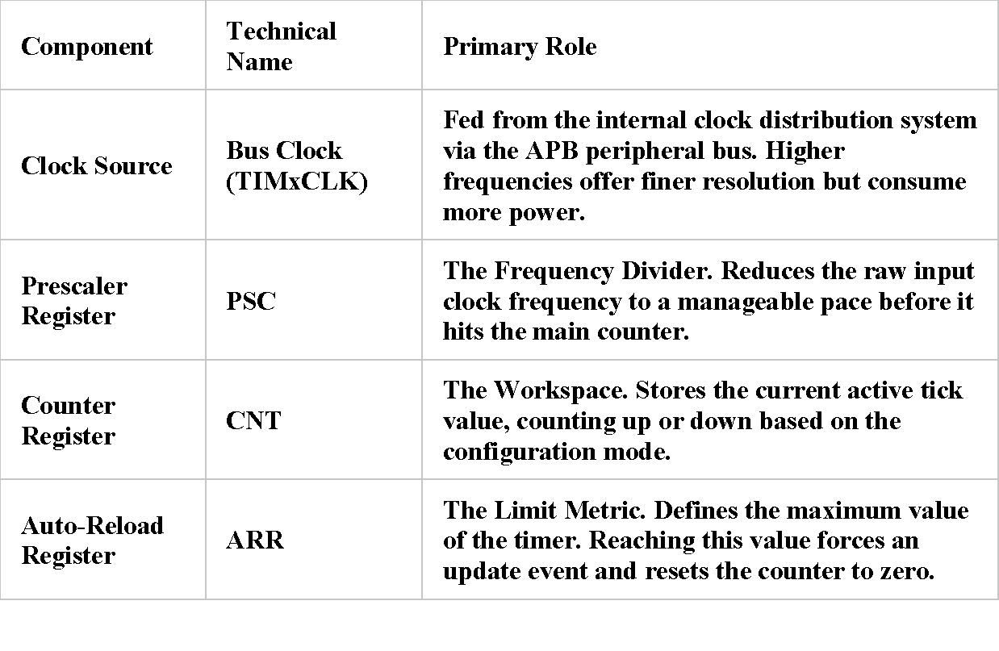 Component
Technical
Name
Primary Role
Clock Source
Bus Clock
(TIMxCLK)
Fed from the internal clock distribution system
via the APB peripheral bus. Higher
frequencies offer finer resolution but consume
more power.
Prescaler
Register
PSC
The Frequency Divider. Reduces the raw input
clock frequency to a manageable pace before it
hits the main counter.
Counter
Register
CNT
The Workspace. Stores the current active tick
value, counting up or down based on the
configuration mode.
Auto-Reload
Register
ARR
The Limit Metric. Defines the maximum value
of the timer. Reaching this value forces an
update event and resets the counter to zero.